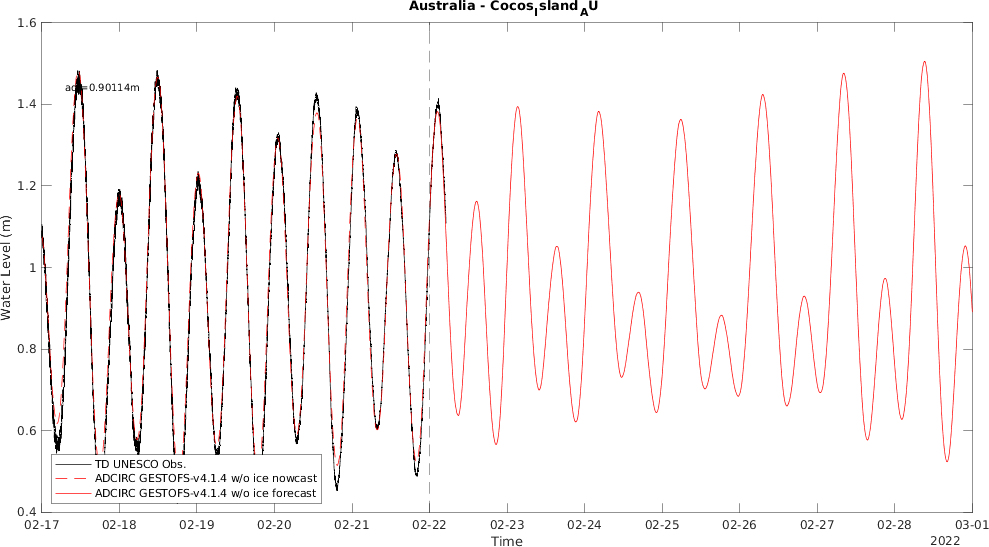 Australia - Cocos_Island_AU
1.6
1.4
1.2
1
0.8
0.6
0.4
Water Level (m)
=0.90114m
TD UNESCO Obs.
ADCIRC GESTOFS-v4.1.4 w/o ice nowcast
ADCIRC GESTOFS-v4.1.4 w/o ice forecast
02-17 02-18 02-19 02-20 02-21 02-22 02-23 02-24 02-25 02-26 02-27 02-28 03-01
Time
2022